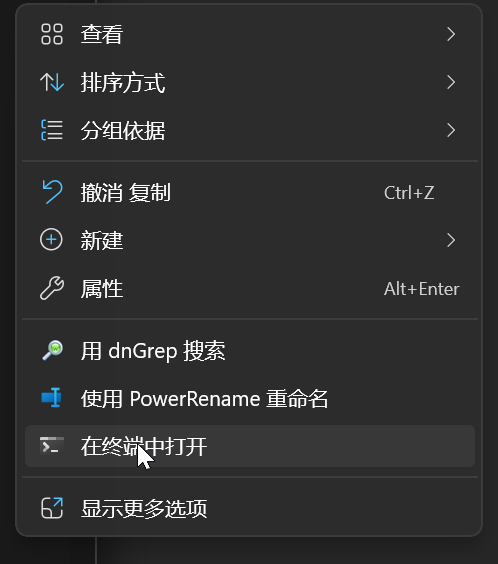 查看
排序方式
分组依据
撤消 复制 Ctrl+Z
新建
属性 Alt+Enter
用 dnGrep 搜索
使用 PowerRename 重命名
在终端中打开
显示更多选项